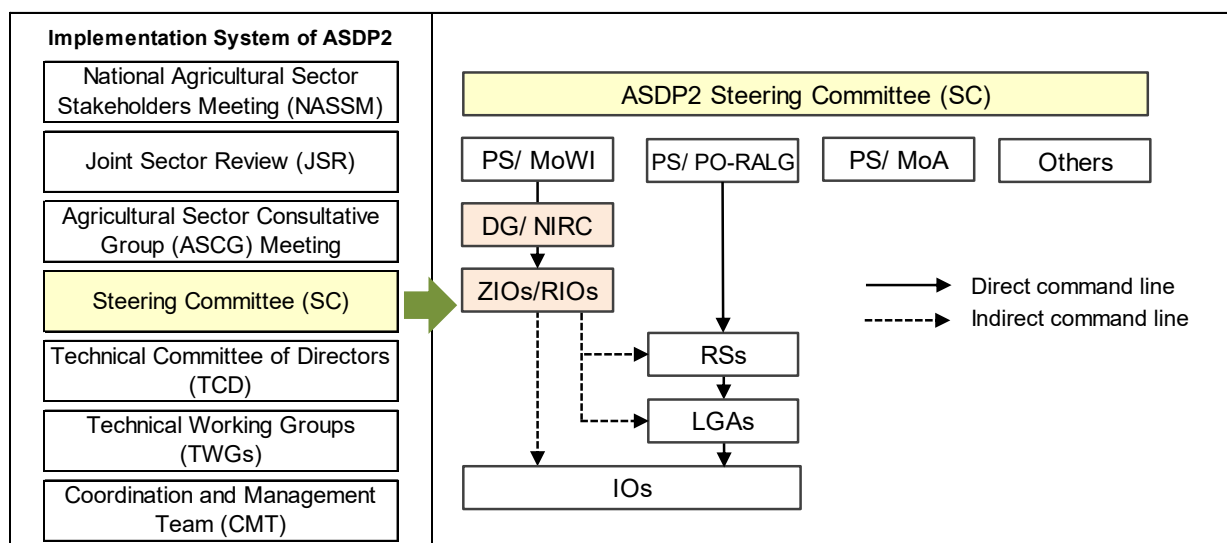 Implementation System of ASDP2
National Agricultural Sector
Stakeholders Meeting (NASSM)
Joint Sector Review (JSR)
Agricultural Sector Consultative
Group (ASCG) Meeting
Steering Committee (SC)
Technical Committee of Directors
(TCD)
Technical Working Groups
(TWGs)
Coordination and Management
Team (CMT)
ASDP2 Steering Committee (SC)
PS/ MoWI
PS/ PO-RALG
PS/ MoA
Others
DG/ NIRC
ZIOs/RIOs
Direct command line
Indirect command line
RSs
LGAs
IOs